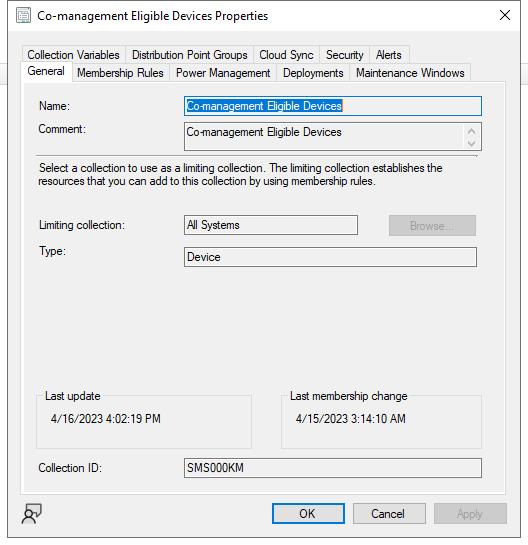 Co-management Eligible Devices Properties
Collection Variables Distribution Point Groups Cloud Sync Security Alerts
General Membership Rules Power Management Deployments Maintenance Windows
Name: Co-management Eligible Devices
Comment: Co-management Eligible Devices
Select a collection to use as a limiting collection. The limiting collection establishes the
resources that you can add to this collection by using membership rules.
Limiting collection: All Systems Browse...
Type: Device
Last update Last membership change
4/16/2023 4:02:19 PM 4/15/2023 3:14:10 AM
Collection ID: SMS000KM
OK Cancel Apply